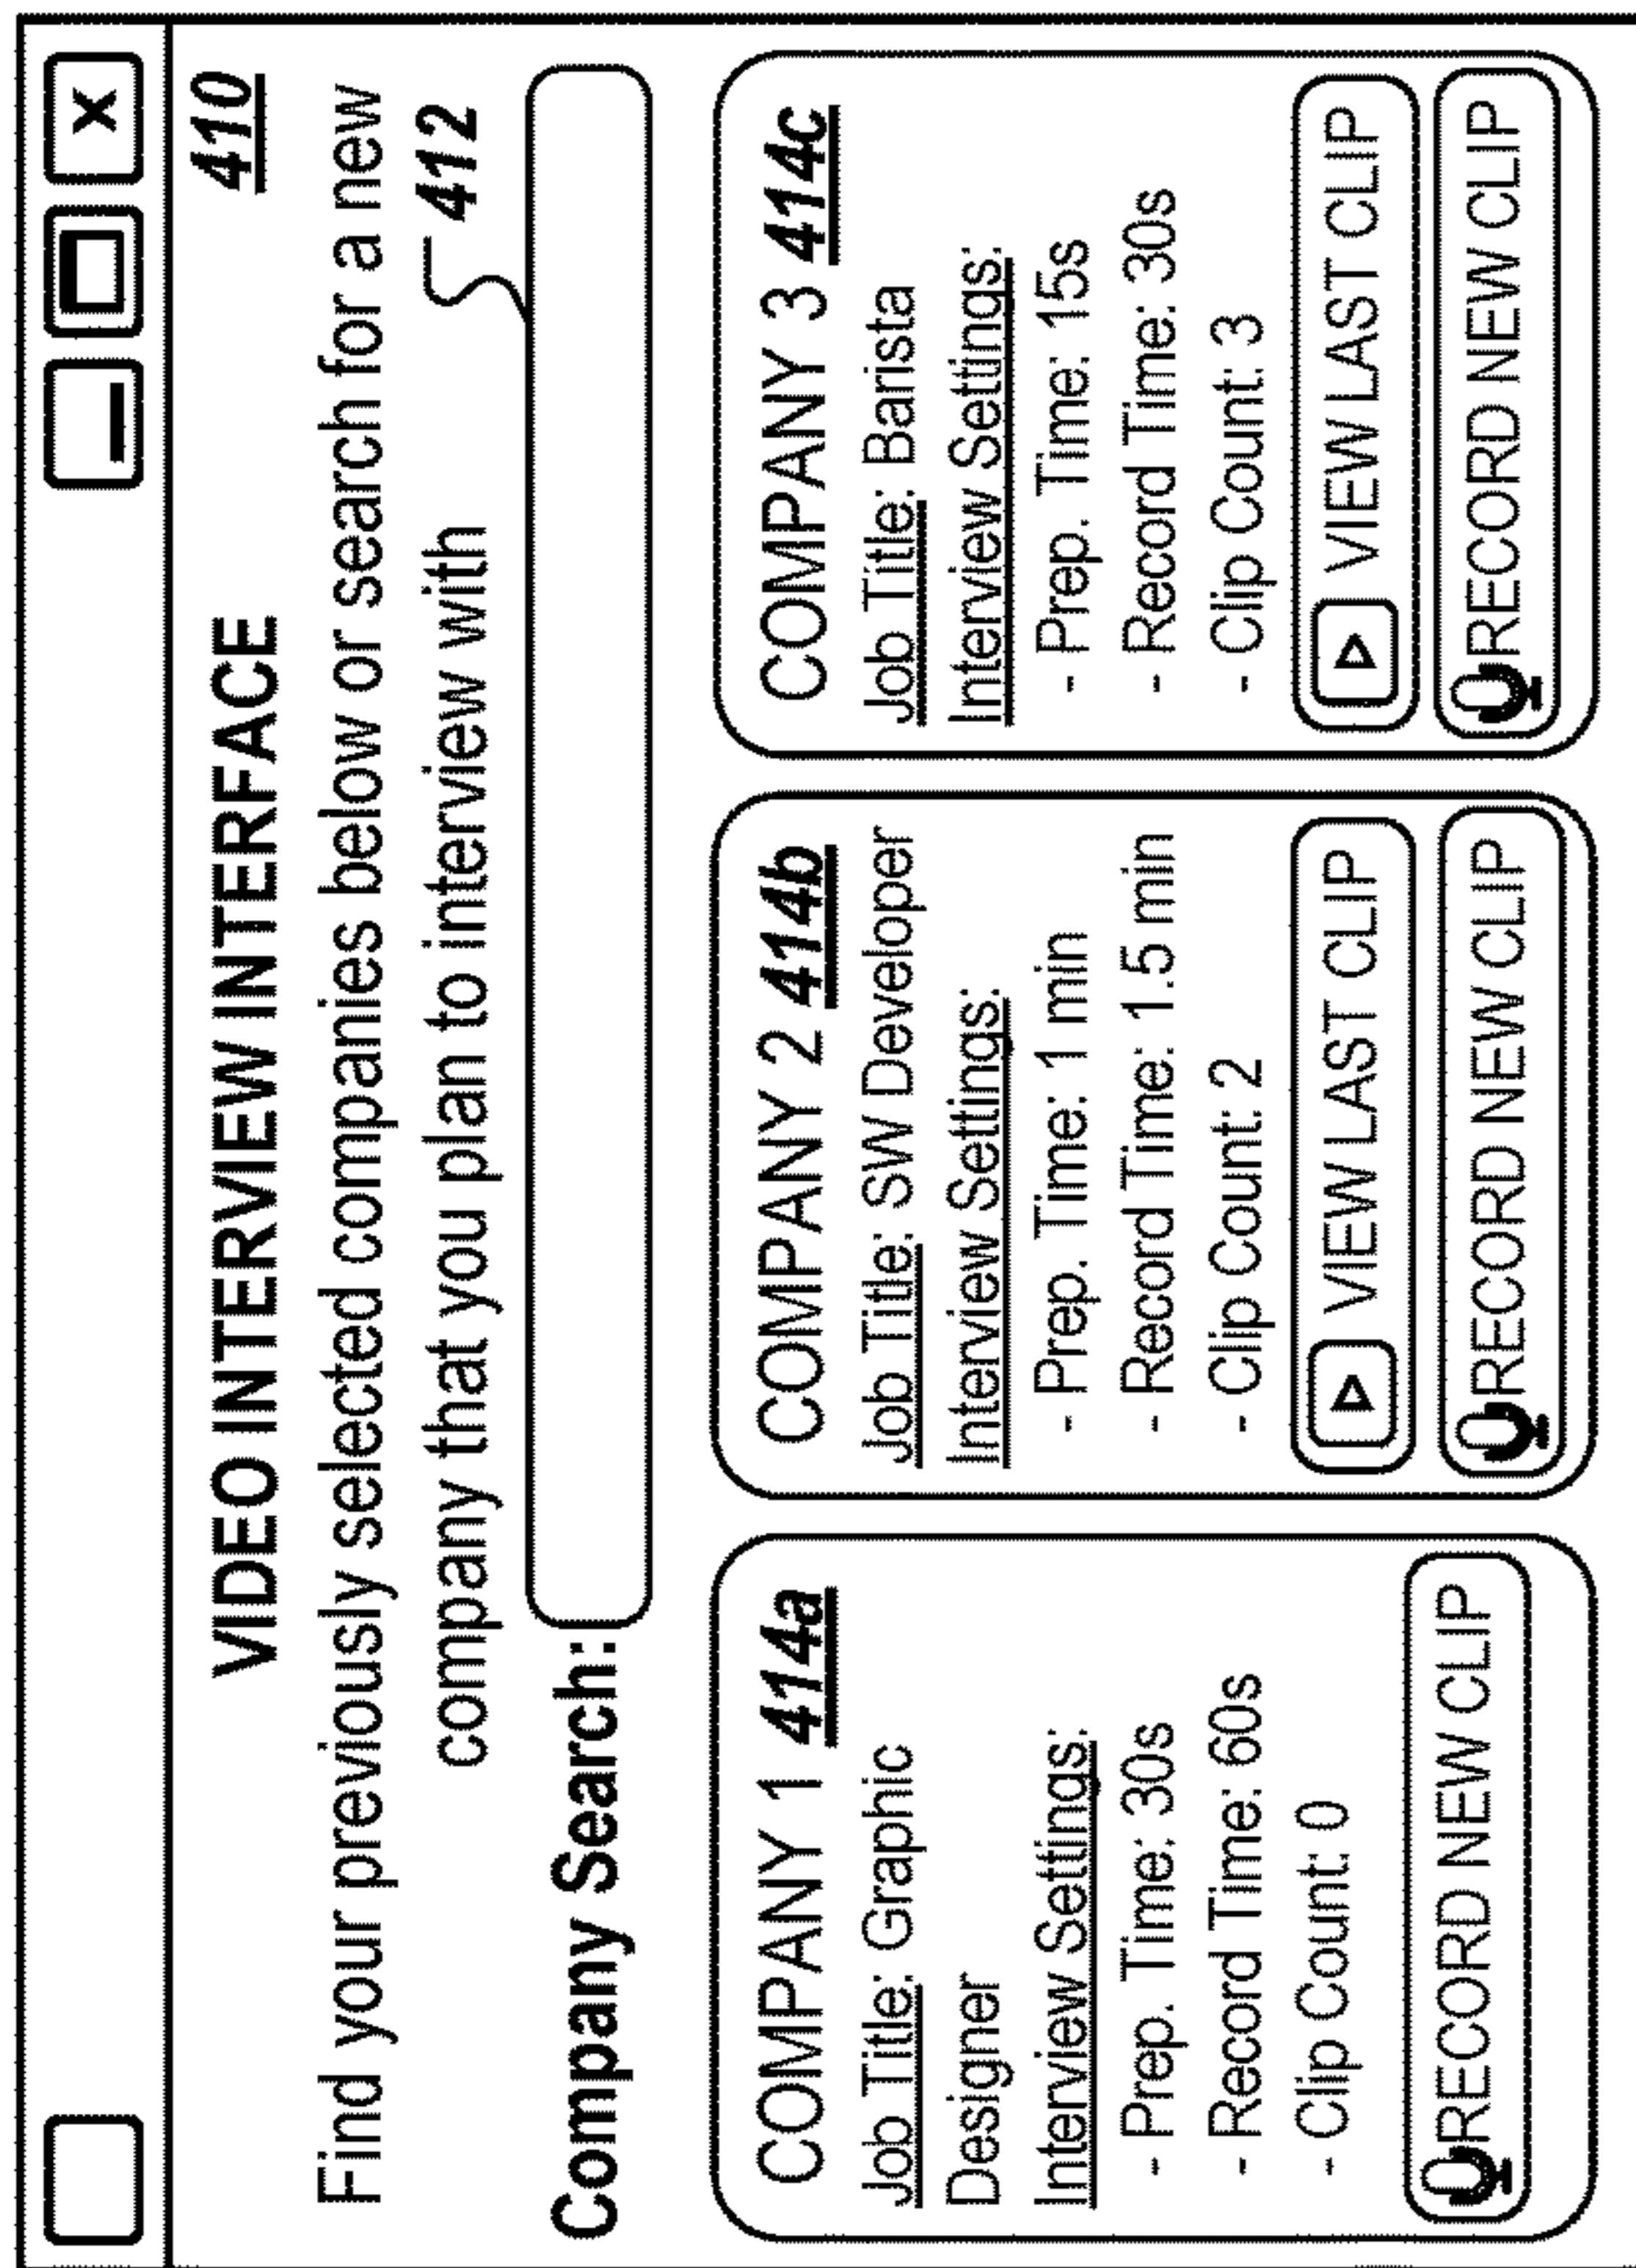 X
VIDEO INTERVIEW INTERFACE
410
Find your previously selected companies below or search for a new
company that you plan to interview with
412
Company Search:
COMPANY 1 414a
Job Title: Graphic
Designer
Interview Settings:
- Prep. Time: 30s
- Record Time: 60s
- Clip Count: 0
RECORD NEW CLIP
COMPANY 2 414b
Job Title: SW Developer
Interview Settings:
- Prep. Time: 1 min
- Record Time: 1.5 min
- Clip Count: 2
VIEW LAST CLIP
RECORD NEW CLIP
COMPANY 3 414c
Job Title: Barista
Interview Settings:
- Prep. Time: 15s
- Record Time: 30s
- Clip Count: 3
VIEW LAST CLIP
RECORD NEW CLIP